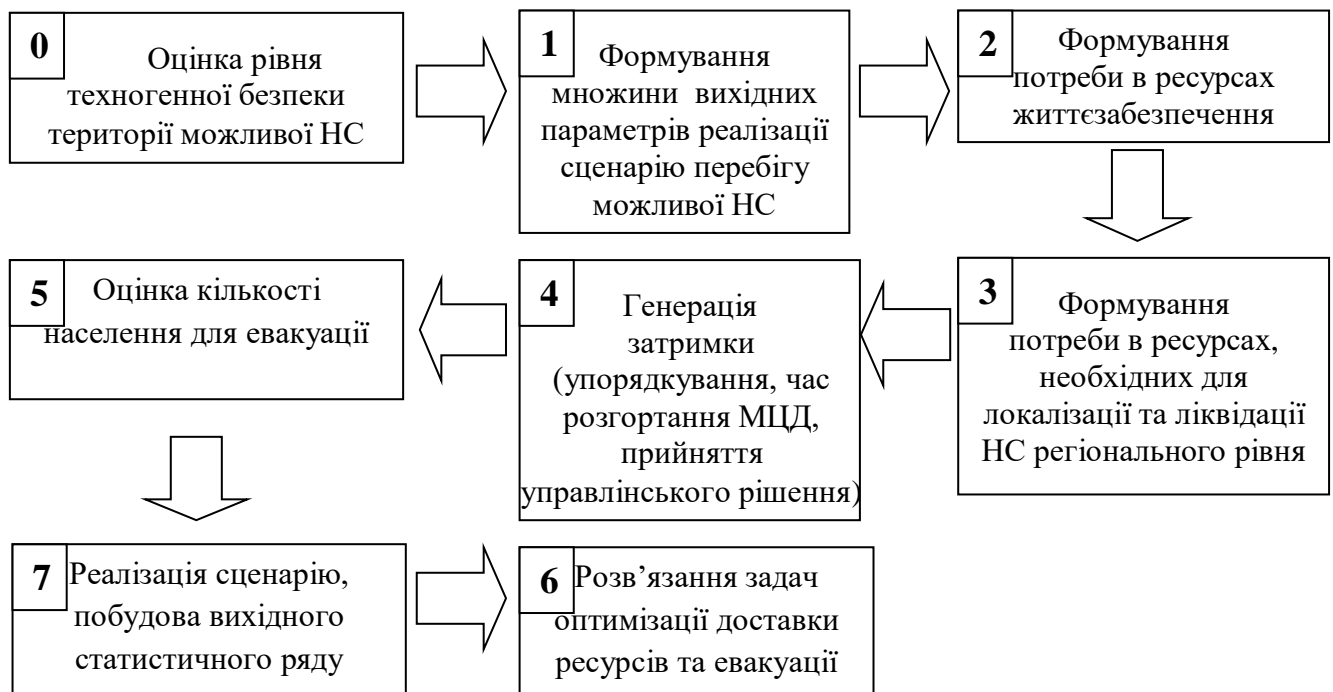 0
Оцінка рівня
техногенної безпеки
території можливої НС
1
Формування
множини вихідних
параметрів реалізації
сценарію перебігу
можливої НС
2
Формування
потреби в ресурсах
життєзабезпечення
5
Оцінка кількості
населення для евакуації
4
Генерація
затримки
(упорядкування, час
розгортання МЦД,
прийняття
управлінського рішення)
3
Формування
потреби в ресурсах,
необхідних для
локалізації та ліквідації
НС регіонального рівня
7
Реалізація сценарію,
побудова вихідного
статистичного ряду
6
Розв’язання задач
оптимізації доставки
ресурсів та евакуації